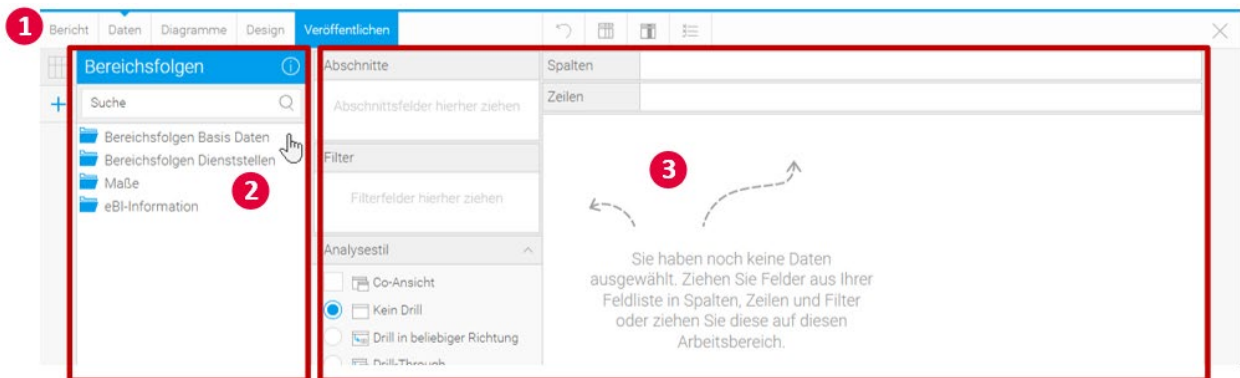 1
Bericht Daten Diagramme Design Veröffentlichen
Bereichsfolgen
Suche
Bereichsfolgen Basis Daten
Bereichsfolgen Dienststellen
Maße
eBI-Information
2
Abschnitte
Abschnittsfelder hierher ziehen
Filter
Filterfelder hierher ziehen
Analysestil
Co-Ansicht
Kein Drill
Drill in beliebiger Richtung
Drill-Through
Spalten
Zeilen
3
Sie haben noch keine Daten
ausgewählt. Ziehen Sie Felder aus Ihrer
Feldliste in Spalten, Zeilen und Filter
oder ziehen Sie diese auf diesen
Arbeitsbereich.